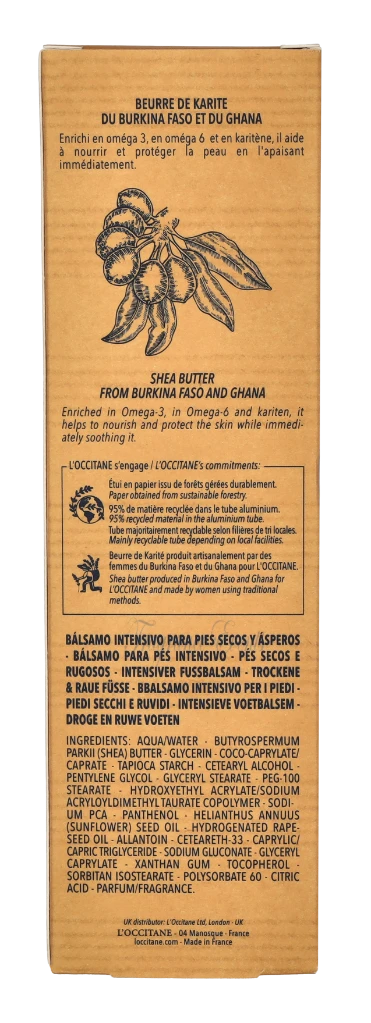 BEURRE DE KARITE
DU BURKINA FASO ET DU GHANA
Enrichi en oméga 3, en oméga 6 et en karitène, il aide
à nourrir et protéger la peau en l'apaisant
immédiatement.
SHEA BUTTER
FROM BURKINA FASO AND GHANA
Enriched in Omega-3, in Omega-6 and kariten, it
helps to nourish and protect the skin while immedi-
ately soothing it.
L'OCCITANE s'engage / L'OCCITANE's commitments:
Étui en papier issu de forêts gérées durablement.
Paper obtained from sustainable forestry.
95% de matière recyclée dans le tube aluminium.
95% recycled material in the aluminium tube.
Tube majoritairement recyclable selon filières de tri locales.
Mainly recyclable tube depending on local facilities.
Beurre de Karité produit artisanalement par des
femmes du Burkina Faso et du Ghana pour L'OCCITANE.
Shea butter produced in Burkina Faso and Ghana for
L'OCCITANE and made by women using traditional
methods.
BÁLSAMO INTENSIVO PARA PIES SECOS Y ÁSPEROS
· BÁLSAMO PARA PÉS INTENSIVO · PÉS SECOS E
RUGOSOS · INTENSIVER FUSSBALSAM · TROCKENE
& RAUE FÜSSE · BBALSAMO INTENSIVO PER I PIEDI ·
PIEDI SECCHI E RUVIDI · INTENSIEVE VOETBALSEM ·
DROGE EN RUWE VOETEN
INGREDIENTS: AQUA/WATER · BUTYROSPERMUM
PARKII (SHEA) BUTTER · GLYCERIN · COCO-CAPRYLATE/
CAPRATE · TAPIOCA STARCH · CETEARYL ALCOHOL ·
PENTYLENE GLYCOL · GLYCERYL STEARATE · PEG-100
STEARATE · HYDROXYETHYL ACRYLATE/SODIUM
ACRYLOYLDIMETHYL TAURATE COPOLYMER · SODI-
UM PCA · PANTHENOL · HELIANTHUS ANNUUS
(SUNFLOWER) SEED OIL · HYDROGENATED RAPE-
SEED OIL · ALLANTOIN · CETEARETH-33 · CAPRYLIC/
CAPRIC TRIGLYCERIDE · SODIUM GLUCONATE · GLYCERYL
CAPRYLATE · XANTHAN GUM · TOCOPHEROL ·
SORBITAN ISOSTEARATE · POLYSORBATE 60 · CITRIC
ACID · PARFUM/FRAGRANCE.
UK distributor: L'Occitane Ltd, London · UK
L'OCCITANE · 04 Manosque · France
loccitane.com · Made in France